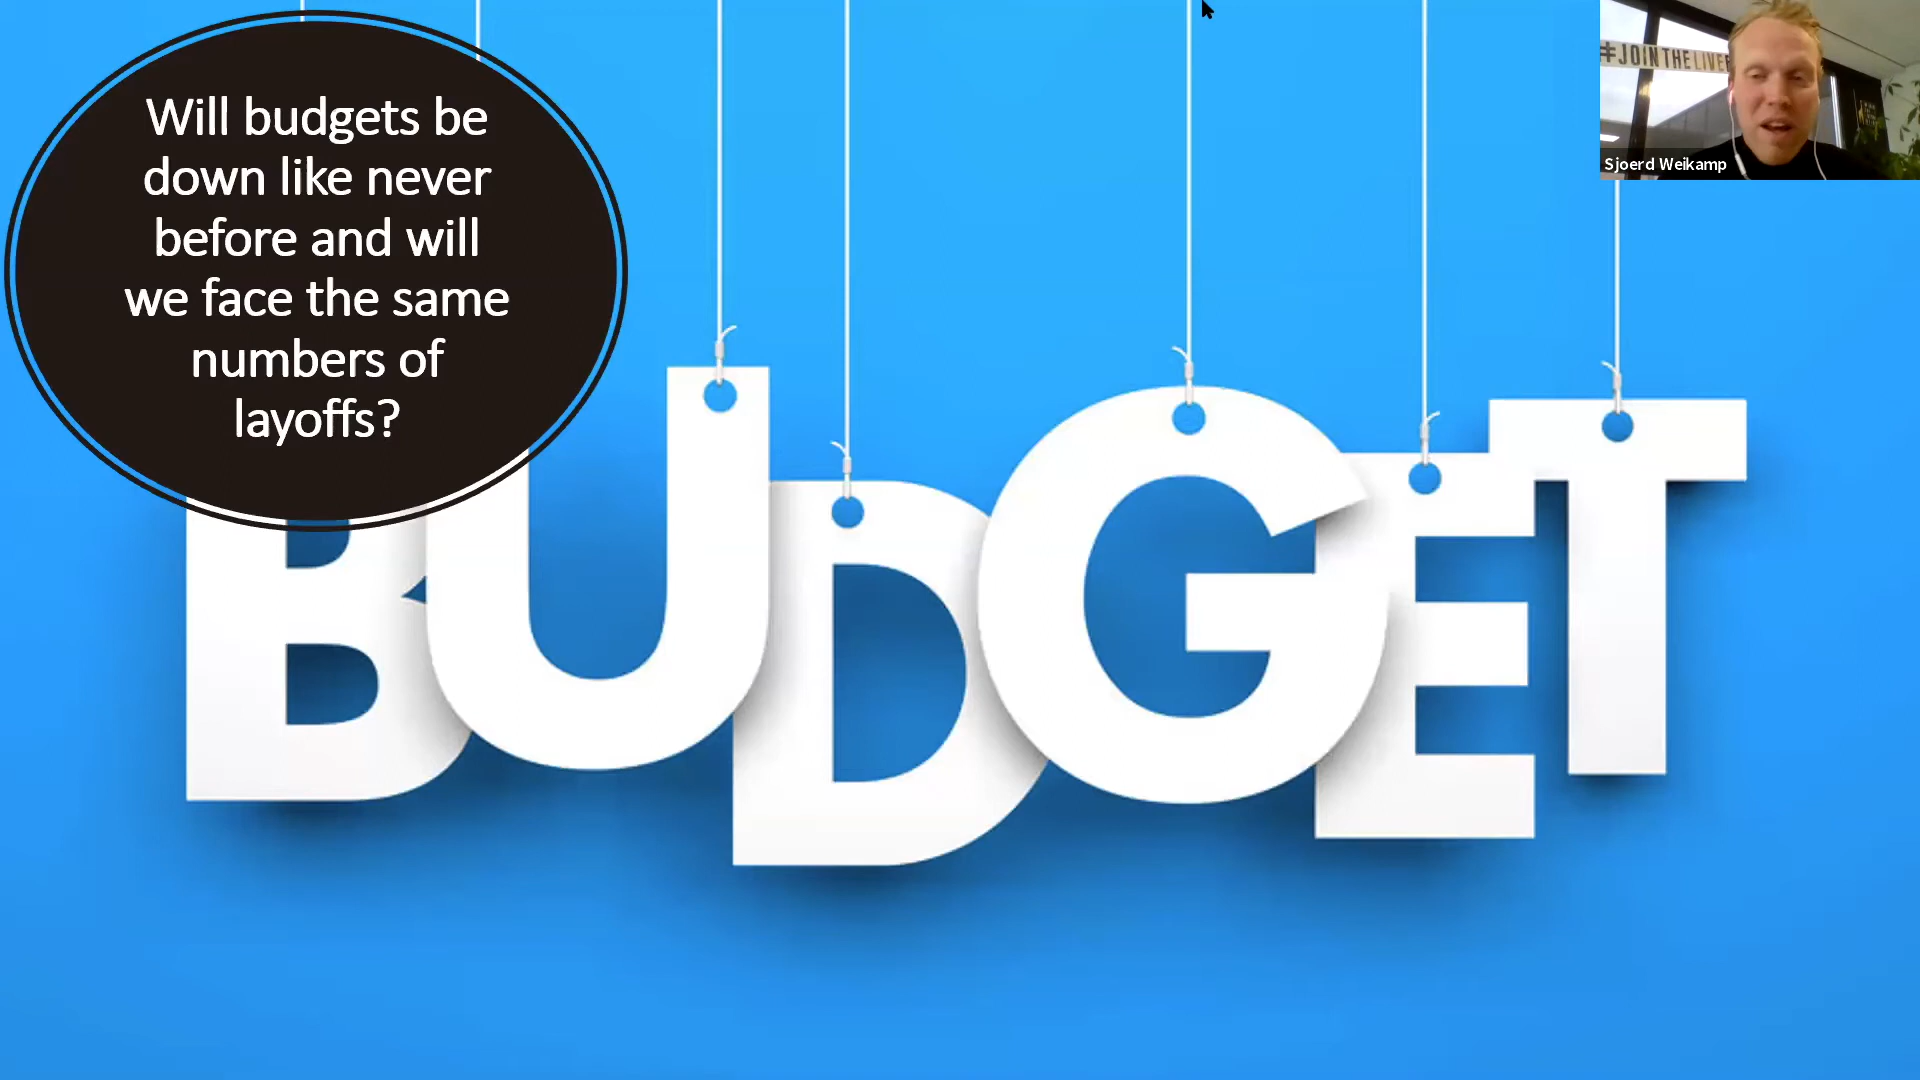 Will budgets be
down like never
before and will
we face the same
numbers of
layoffs?
BUDGET
#JOINTHELIVE
Sjoerd Weikamp